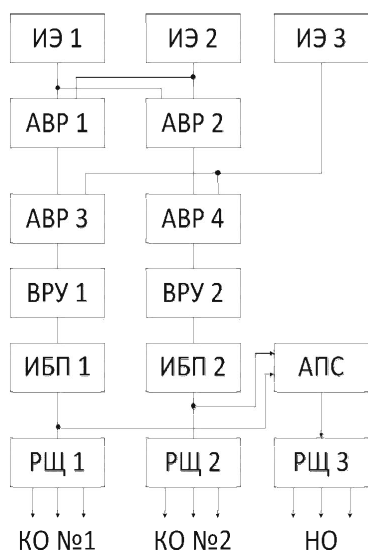 ИЭ 1 ИЭ 2 ИЭ 3
АВР 1 АВР 2
АВР 3 АВР 4
ВРУ 1 ВРУ 2
ИБП 1 ИБП 2 АПС
РЩ 1 РЩ 2 РЩ 3
КО №1 КО №2 НО